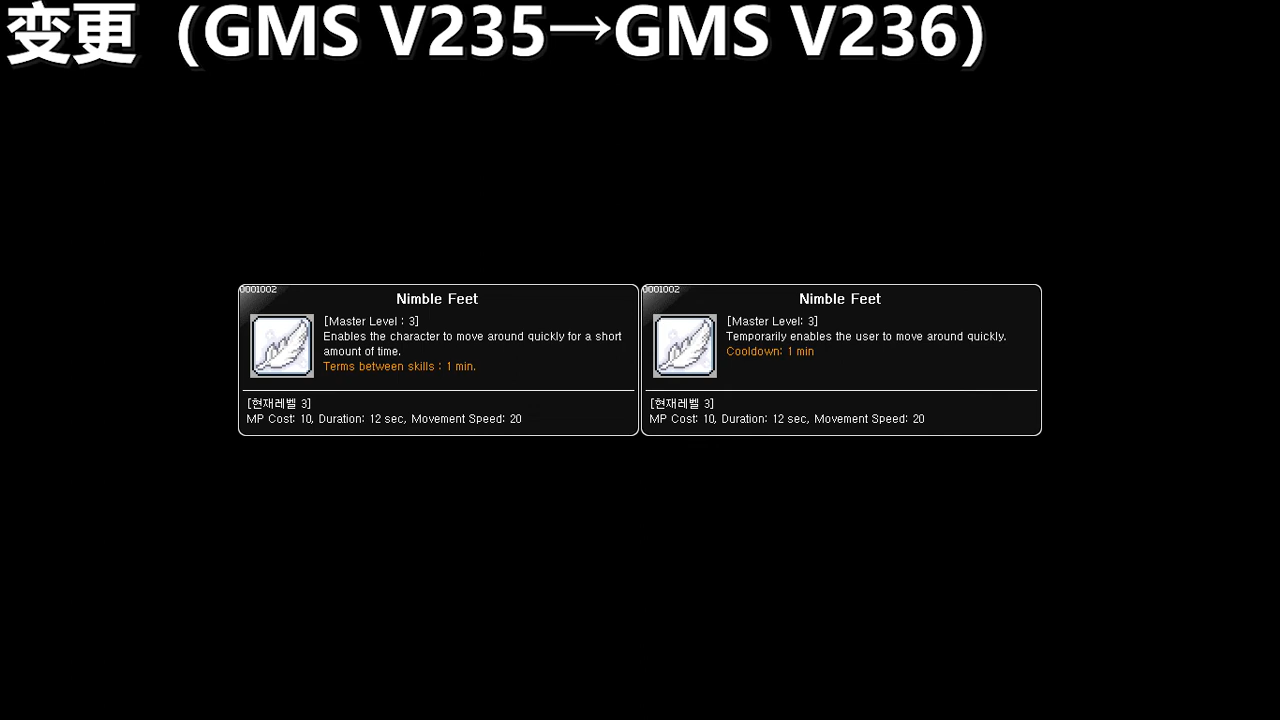 变更（GMS V235→GMS V236）
0001002
Nimble Feet
[Master Level : 3]
Enables the character to move around quickly for a short
amount of time.
Terms between skills : 1 min.
[현재레벨 3]
MP Cost: 10, Duration: 12 sec, Movement Speed: 20
0001002
Nimble Feet
[Master Level: 3]
Temporarily enables the user to move around quickly.
Cooldown: 1 min
[현재레벨 3]
MP Cost: 10, Duration: 12 sec, Movement Speed: 20